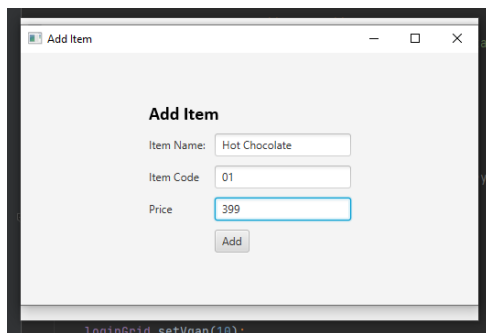 Add Item
Add Item
Item Name: Hot Chocolate
Item Code 01
Price 399
Add
loginGrid.setVgap(10);